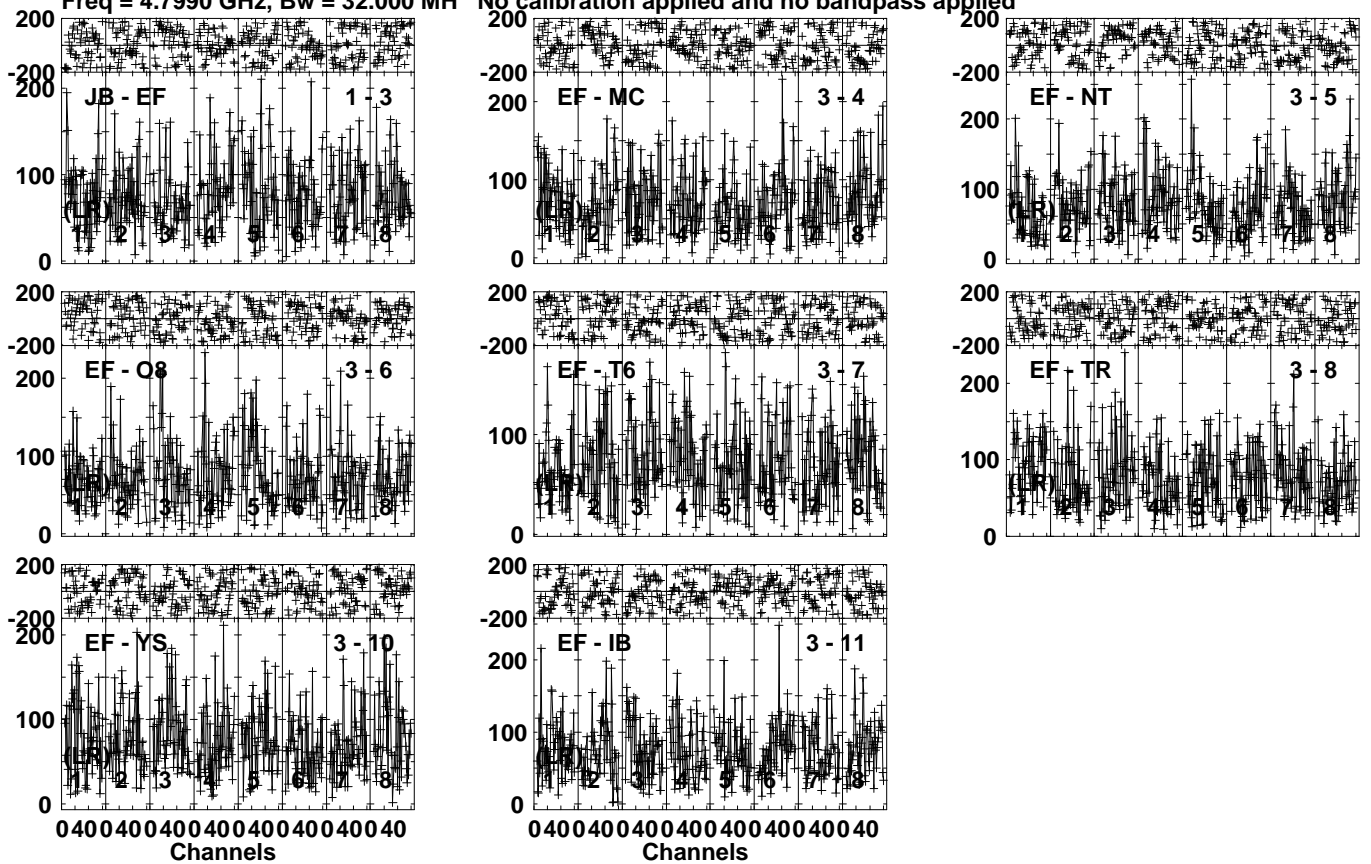 Freq = 4.7990 GHz, Bw = 32.000 MH No calibration applied and no bandpass applied
200
-200
200
100
0
JB - EF 1 - 3
(LR)
1 2 3 4 5 6 7 8
200
-200
200
100
0
EF - MC 3 - 4
(LR)
1 2 3 4 5 6 7 8
200
-200
200
100
0
EF - NT 3 - 5
(LR)
1 2 3 4 5 6 7 8
200
-200
200
100
0
EF - O8 3 - 6
(LR)
1 2 3 4 5 6 7 8
200
-200
100
0
EF - T6 3 - 7
(LR)
1 2 3 4 5 6 7 8
200
-200
200
100
0
EF - TR 3 - 8
(LR)
1 2 3 4 5 6 7 8
200
-200
200
100
0
EF - YS 3 - 10
(LR)
1 2 3 4 5 6 7 8
0 40 0 40 0 40 0 40 0 40 0 40 0 40 0 40
Channels
200
-200
200
100
0
EF - IB 3 - 11
(LR)
1 2 3 4 5 6 7 8
0 40 0 40 0 40 0 40 0 40 0 40 0 40 0 40
Channels